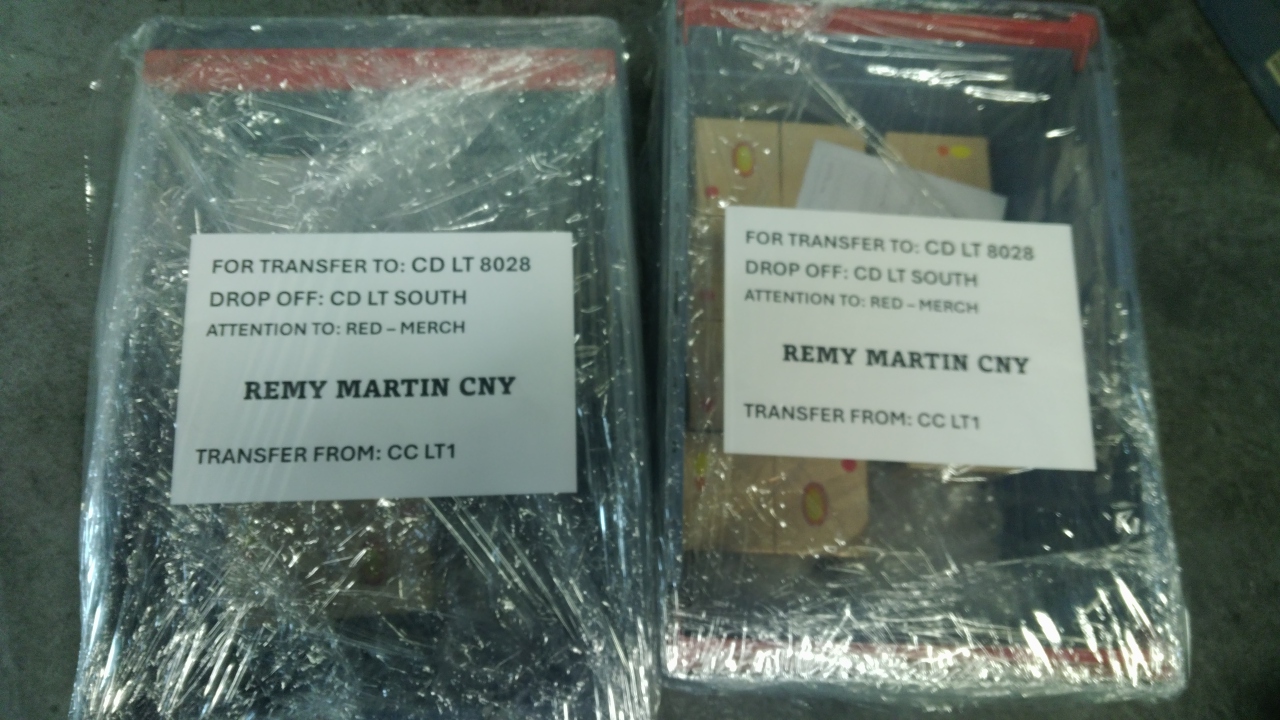 FOR TRANSFER TO: CD LT 8028
DROP OFF: CD LT SOUTH
ATTENTION TO: RED – MERCH
REMY MARTIN CNY
TRANSFER FROM: CC LT1
FOR TRANSFER TO: CD LT 8028
DROP OFF: CD LT SOUTH
ATTENTION TO: RED – MERCH
REMY MARTIN CNY
TRANSFER FROM: CC LT1